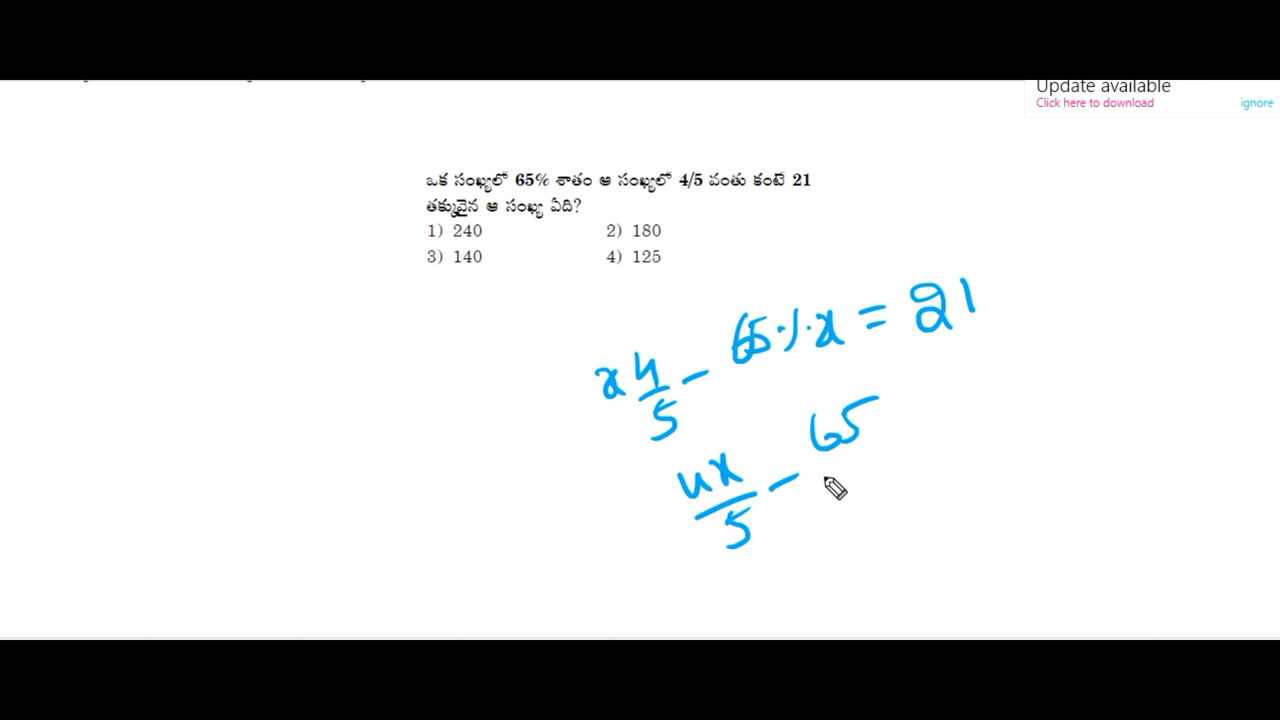 Update available
Click here to download ignore
ఒక సంఖ్యలో 65% శాతం ఆ సంఖ్యలో 4/5 వంతు కంటే 21
తక్కువైన ఆ సంఖ్య ఏది?
1) 240 2) 180
3) 140 4) 125
x 4/5 - 65% x = 21
4x/5 - 65